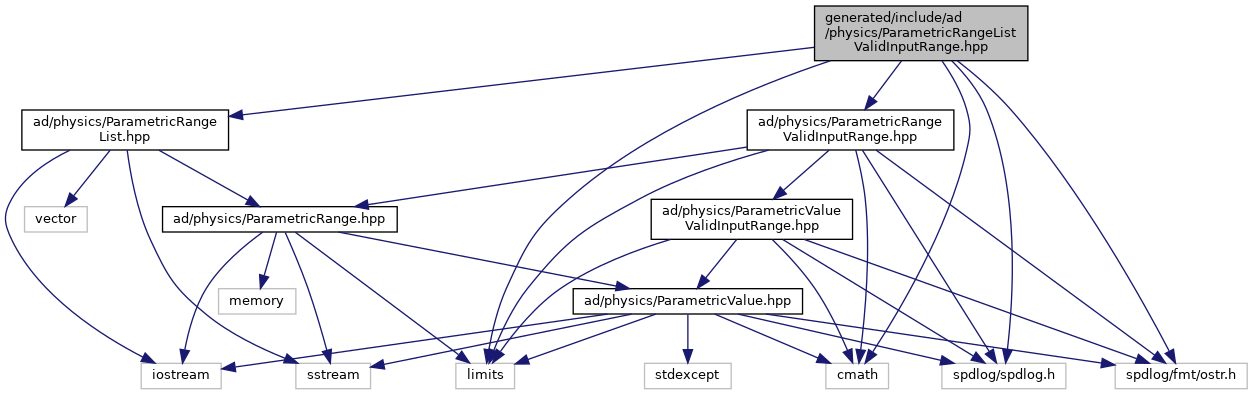 generated/include/ad
/physics/ParametricRangeList
ValidInputRange.hpp
ad/physics/ParametricRange
List.hpp
ad/physics/ParametricRange
ValidInputRange.hpp
vector
ad/physics/ParametricRange.hpp
ad/physics/ParametricValue
ValidInputRange.hpp
memory
ad/physics/ParametricValue.hpp
iostream
sstream
limits
stdexcept
cmath
spdlog/spdlog.h
spdlog/fmt/ostr.h